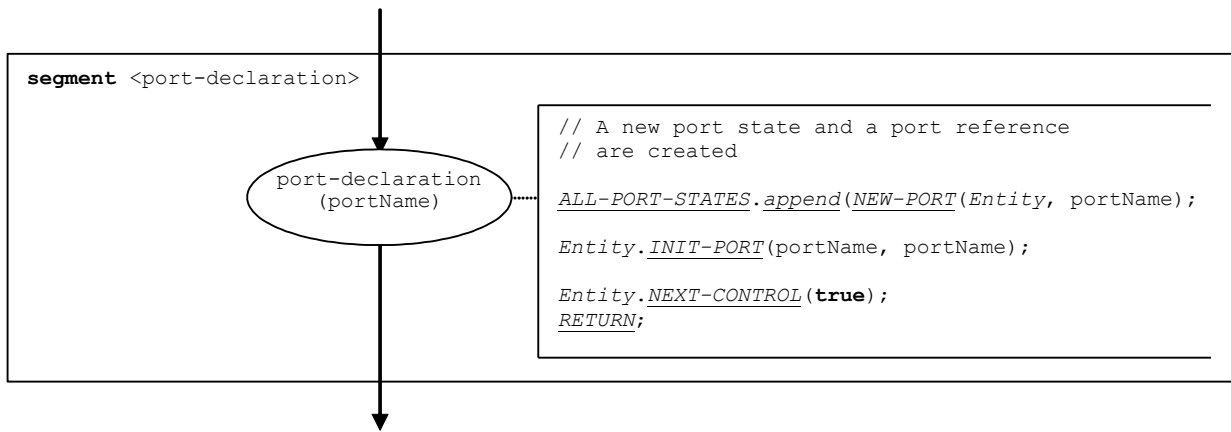 segment <port-declaration>
port-declaration
(portName)
// A new port state and a port reference
// are created
ALL-PORT-STATES.append(NEW-PORT(Entity, portName);
Entity.INIT-PORT(portName, portName);
Entity.NEXT-CONTROL(true);
RETURN;